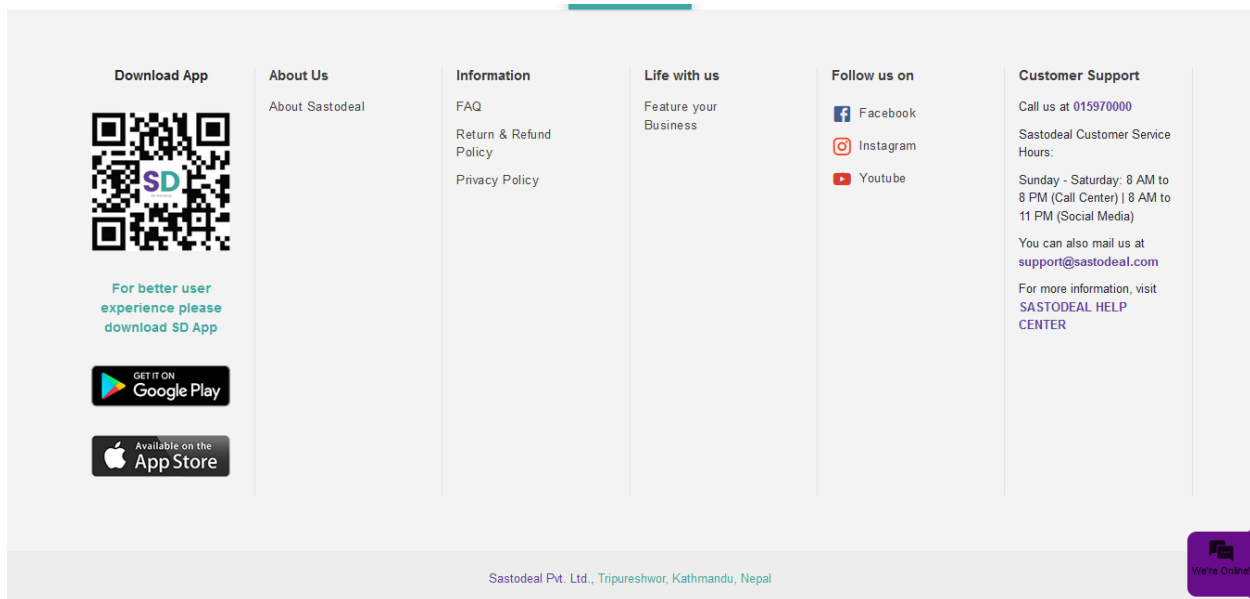 Download App
SD
For better user
experience please
download SD App
GET IT ON
Google Play
Available on the
App Store
About Us
About Sastodeal
Information
FAQ
Return & Refund
Policy
Privacy Policy
Life with us
Feature your
Business
Follow us on
Facebook
Instagram
Youtube
Customer Support
Call us at 015970000
Sastodeal Customer Service
Hours:
Sunday - Saturday: 8 AM to
8 PM (Call Center) | 8 AM to
11 PM (Social Media)
You can also mail us at
support@sastodeal.com
For more information, visit
SASTODEAL HELP
CENTER
We're Online!
Sastodeal Pvt. Ltd., Tripureshwor, Kathmandu, Nepal